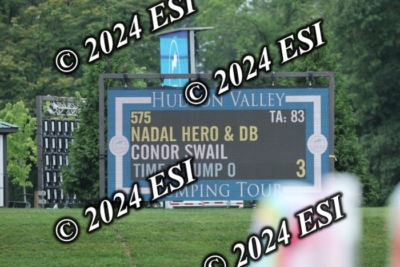 © 2024 ESI
© 2024 ESI
© 2024 ESI
HUDSON VALLEY
575 TA: 83
NADAL HERO & DB
CONOR SWAIL
TIME JUMP 0 3
JUMPING TOUR
© 2024 ESI
© 2024 ESI
© 2024 ESI